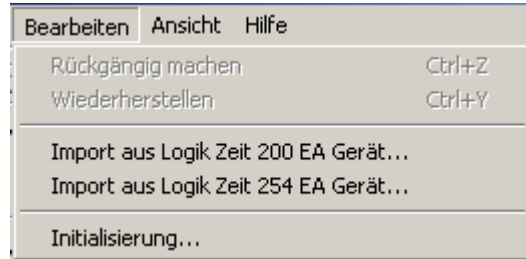 Bearbeiten Ansicht Hilfe
Rückgängig machen Ctrl+Z
Wiederherstellen Ctrl+Y
Import aus Logik Zeit 200 EA Gerät...
Import aus Logik Zeit 254 EA Gerät...
Initialisierung...